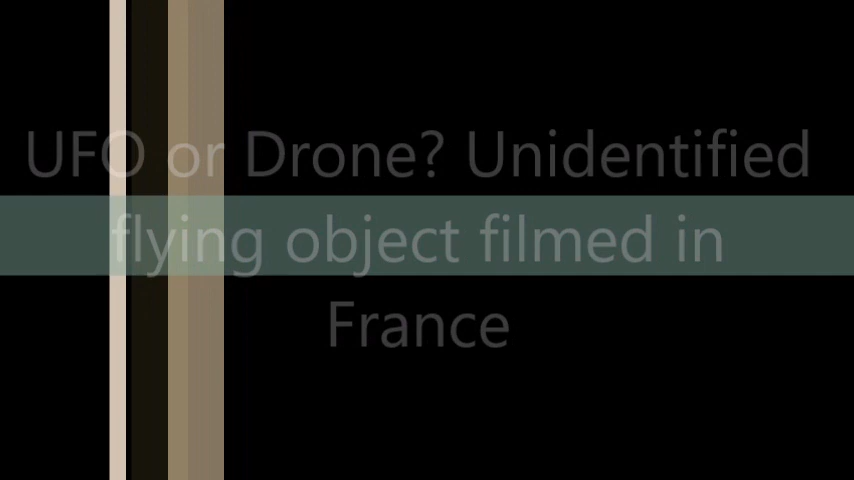 UFO or Drone? Unidentified
flying object filmed in
France